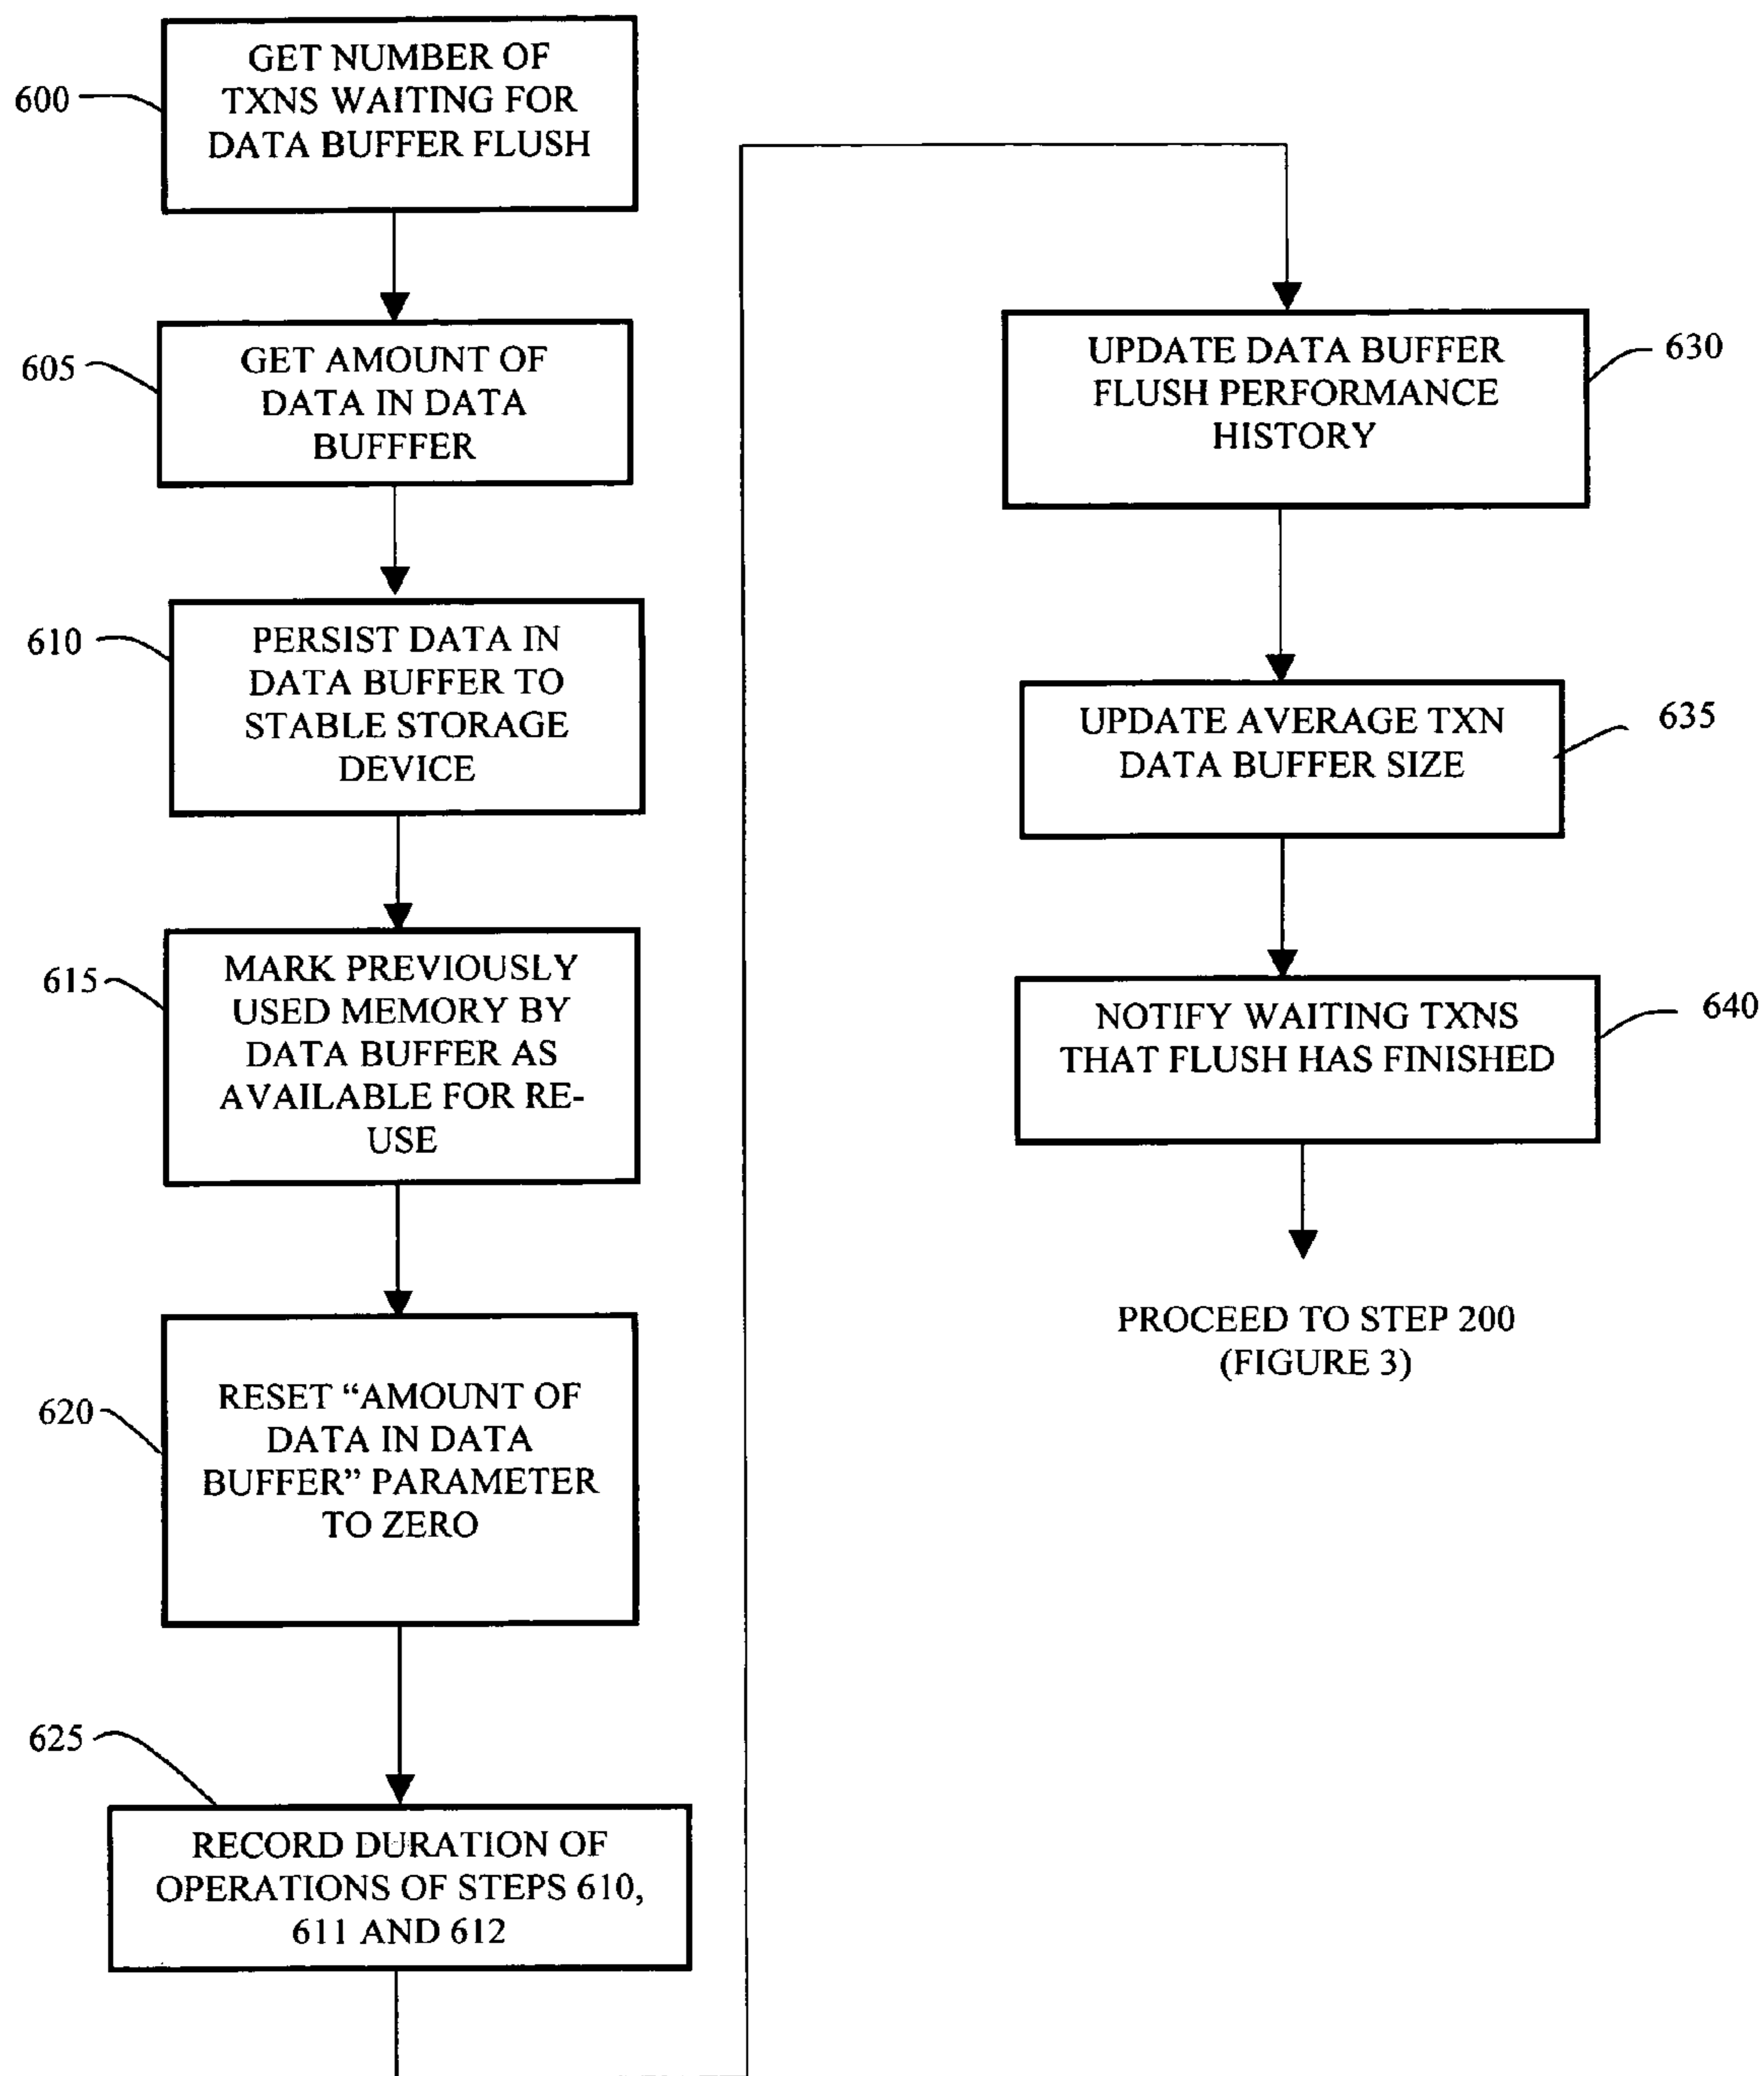 600
GET NUMBER OF
TXNS WAITING FOR
DATA BUFFER FLUSH
605
GET AMOUNT OF
DATA IN DATA
BUFFFER
610
PERSIST DATA IN
DATA BUFFER TO
STABLE STORAGE
DEVICE
615
MARK PREVIOUSLY
USED MEMORY BY
DATA BUFFER AS
AVAILABLE FOR RE-
USE
620
RESET “AMOUNT OF
DATA IN DATA
BUFFER” PARAMETER
TO ZERO
625
RECORD DURATION OF
OPERATIONS OF STEPS 610,
611 AND 612
630
UPDATE DATA BUFFER
FLUSH PERFORMANCE
HISTORY
635
UPDATE AVERAGE TXN
DATA BUFFER SIZE
640
NOTIFY WAITING TXNS
THAT FLUSH HAS FINISHED
PROCEED TO STEP 200
(FIGURE 3)